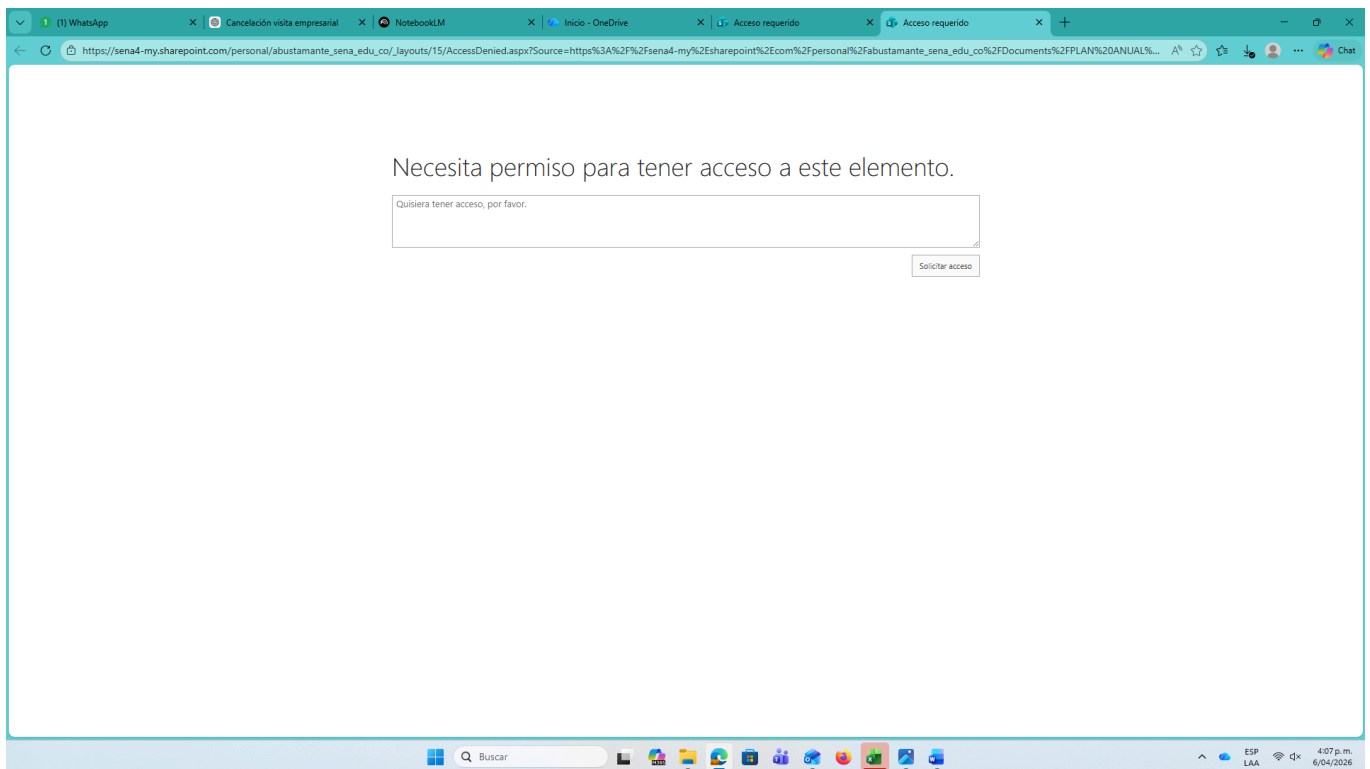 1 (1) WhatsApp
Cancelación visita empresarial
NotebookLM
Inicio - OneDrive
Acceso requerido
Acceso requerido
https://sena4-my.sharepoint.com/personal/abustamante_sena_edu_co/_layouts/15/AccessDenied.aspx?Source=https%3A%2F%2Fsena4-my%2Esharepoint%2Ecom%2Fpersonal%2Fabustamante_sena_edu_co%2FDocuments%2FPLAN%20ANUAL%...
Chat
Necesita permiso para tener acceso a este elemento.
Quisiera tener acceso, por favor.
Solicitar acceso
Buscar
ESP
LAA
4:07 p. m.
6/04/2026